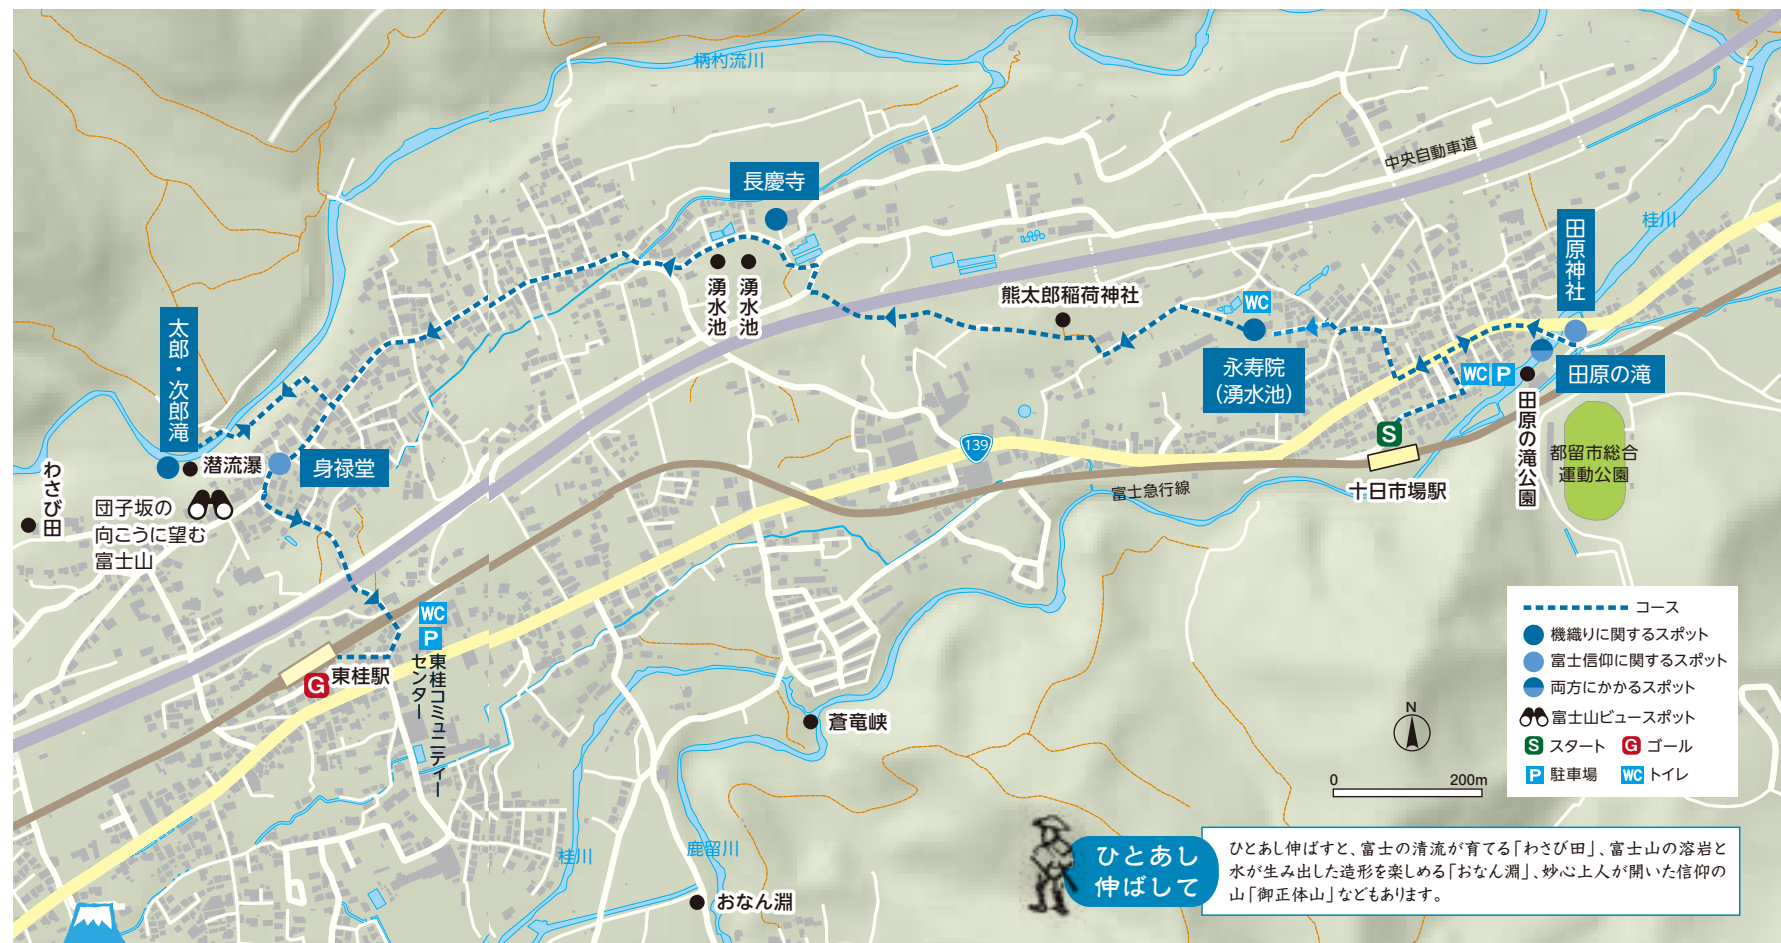 柄杓流川
長慶寺
中央自動車道
桂川
田原神社
湧水池
湧水池
熊太郎稲荷神社
WC
太郎・次郎滝
永寿院
（湧水池）
WC P
田原の滝
田原の滝公園
S
都留市総合
運動公園
139
わさび田
潜流瀑
身禄堂
団子坂の
向こうに望む
富士山
富士急行線
十日市場駅
WC
P
東桂コミュニティー
センター
東桂駅
G
蒼竜峡
桂川
鹿留川
おなん淵
コース
機織りに関するスポット
富士信仰に関するスポット
両方にかかるスポット
富士山ビュースポット
S スタート G ゴール
P 駐車場 WC トイレ
N
0 200m
ひとあし
伸ばして
ひとあし伸ばすと、富士の清流が育てる「わさび田」、富士山の溶岩と
水が生み出した造形を楽しめる「おなん淵」、妙心上人が開いた信仰の
山「御正体山」などもあります。